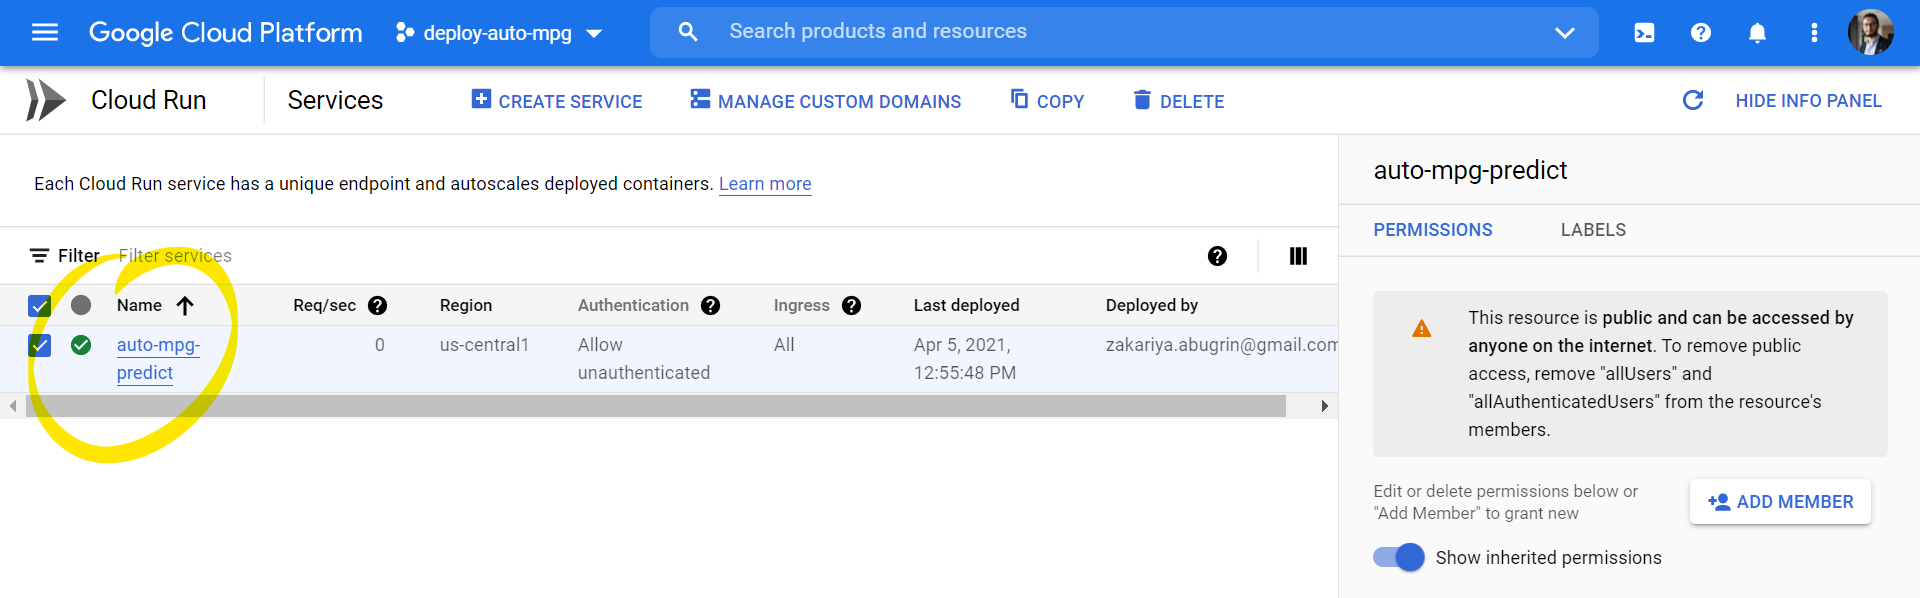 Google Cloud Platform deploy-auto-mpg Search products and resources
Cloud Run Services CREATE SERVICE MANAGE CUSTOM DOMAINS COPY DELETE HIDE INFO PANEL
Each Cloud Run service has a unique endpoint and autoscales deployed containers. Learn more
Filter Filter services
Name Req/sec Region Authentication Ingress Last deployed Deployed by
auto-mpg- 0 us-central1 Allow All Apr 5, 2021, zakariya.abugrin@gmail.com
predict unauthenticated 12:55:48 PM
auto-mpg-predict
PERMISSIONS LABELS
This resource is public and can be accessed by
anyone on the internet. To remove public
access, remove "allUsers" and
"allAuthenticatedUsers" from the resource's
members.
Edit or delete permissions below or
"Add Member" to grant new
ADD MEMBER
Show inherited permissions